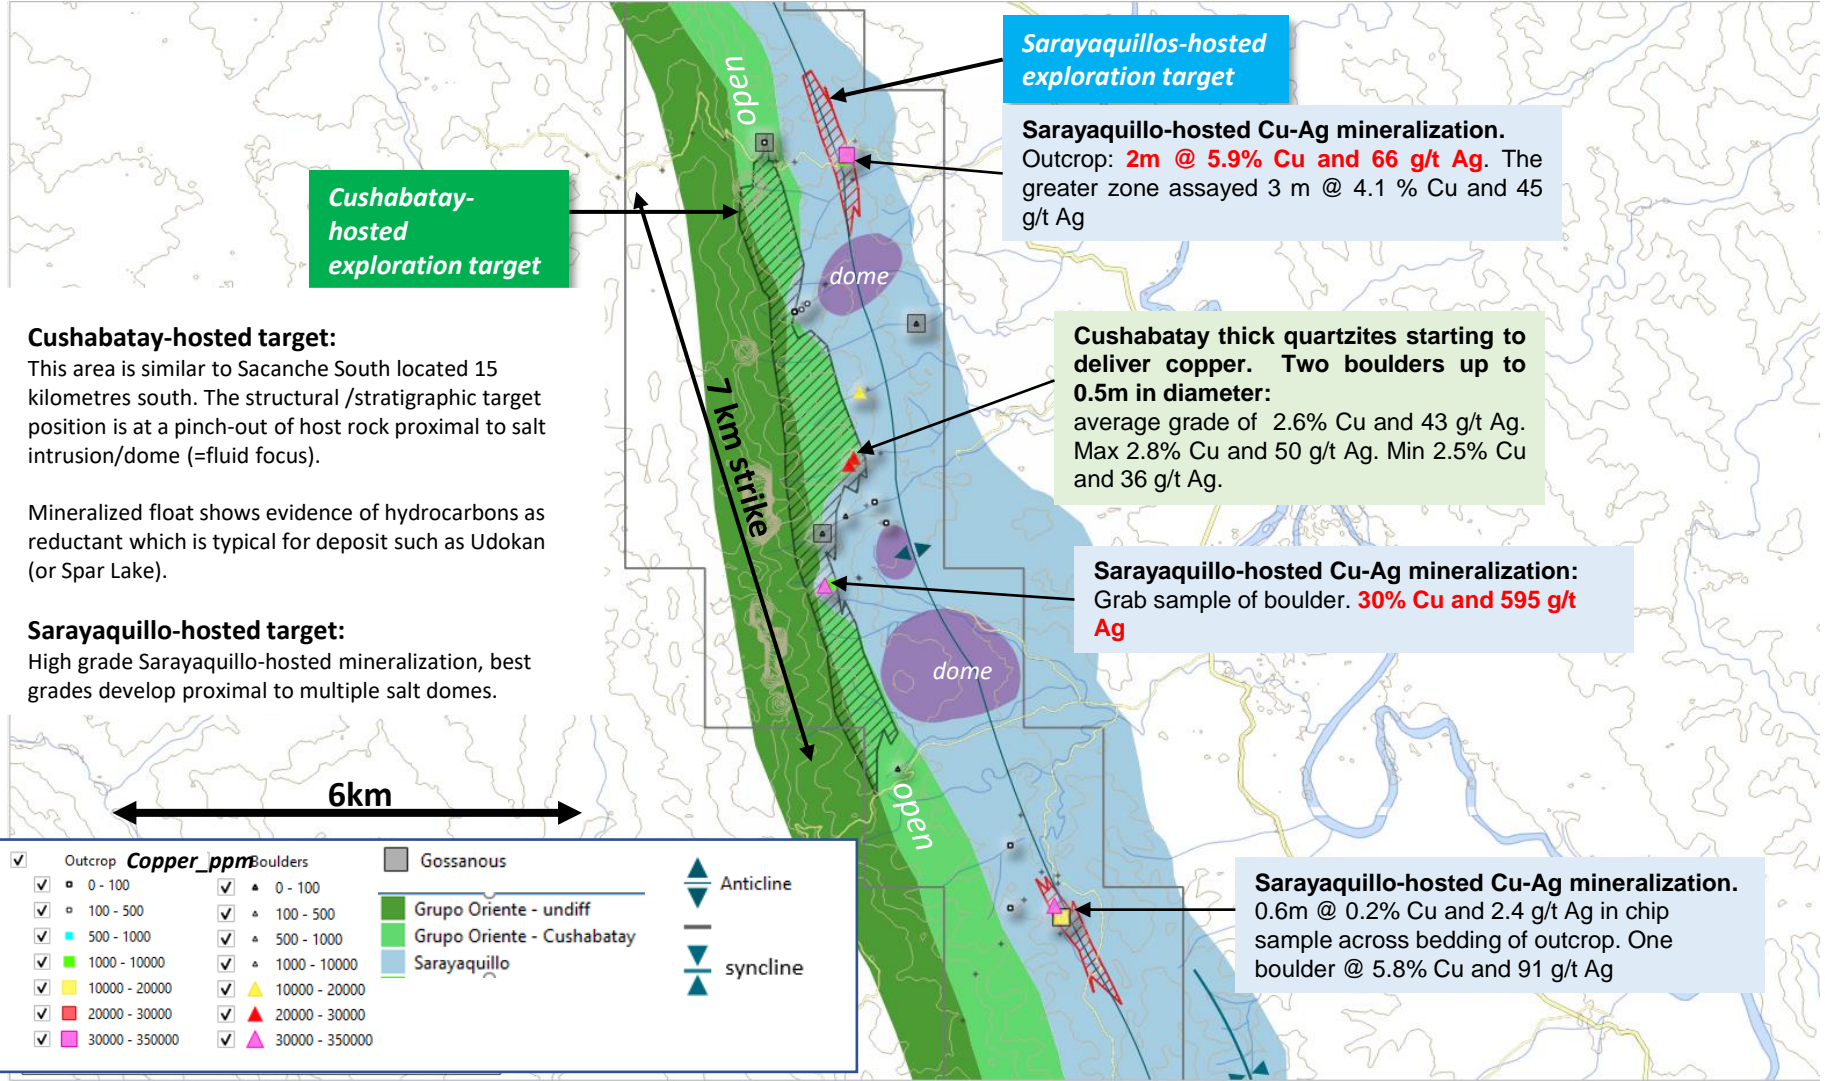 open
Sarayaquillos-hosted
exploration target
Sarayaquillo-hosted Cu-Ag mineralization.
Outcrop: 2m @ 5.9% Cu and 66 g/t Ag. The
greater zone assayed 3 m @ 4.1 % Cu and 45
g/t Ag
Cushabatay-
hosted
exploration target
dome
Cushabatay-hosted target:
This area is similar to Sacanche South located 15
kilometres south. The structural /stratigraphic target
position is at a pinch-out of host rock proximal to salt
intrusion/dome (=fluid focus).
Mineralized float shows evidence of hydrocarbons as
reductant which is typical for deposit such as Udokan
(or Spar Lake).
Sarayaquillo-hosted target:
High grade Sarayaquillo-hosted mineralization, best
grades develop proximal to multiple salt domes.
7 km strike
Cushabatay thick quartzites starting to
deliver copper. Two boulders up to
0.5m in diameter:
average grade of 2.6% Cu and 43 g/t Ag.
Max 2.8% Cu and 50 g/t Ag. Min 2.5% Cu
and 36 g/t Ag.
Sarayaquillo-hosted Cu-Ag mineralization:
Grab sample of boulder. 30% Cu and 595 g/t
Ag
dome
6km
open
Sarayaquillo-hosted Cu-Ag mineralization.
0.6m @ 0.2% Cu and 2.4 g/t Ag in chip
sample across bedding of outcrop. One
boulder @ 5.8% Cu and 91 g/t Ag
Outcrop Copper_ppm Boulders
0 - 100
100 - 500
500 - 1000
1000 - 10000
10000 - 20000
20000 - 30000
30000 - 350000
0 - 100
100 - 500
500 - 1000
1000 - 10000
10000 - 20000
20000 - 30000
30000 - 350000
Gossanous
Grupo Oriente - undiff
Grupo Oriente - Cushabatay
Sarayaquillo
Anticline
syncline